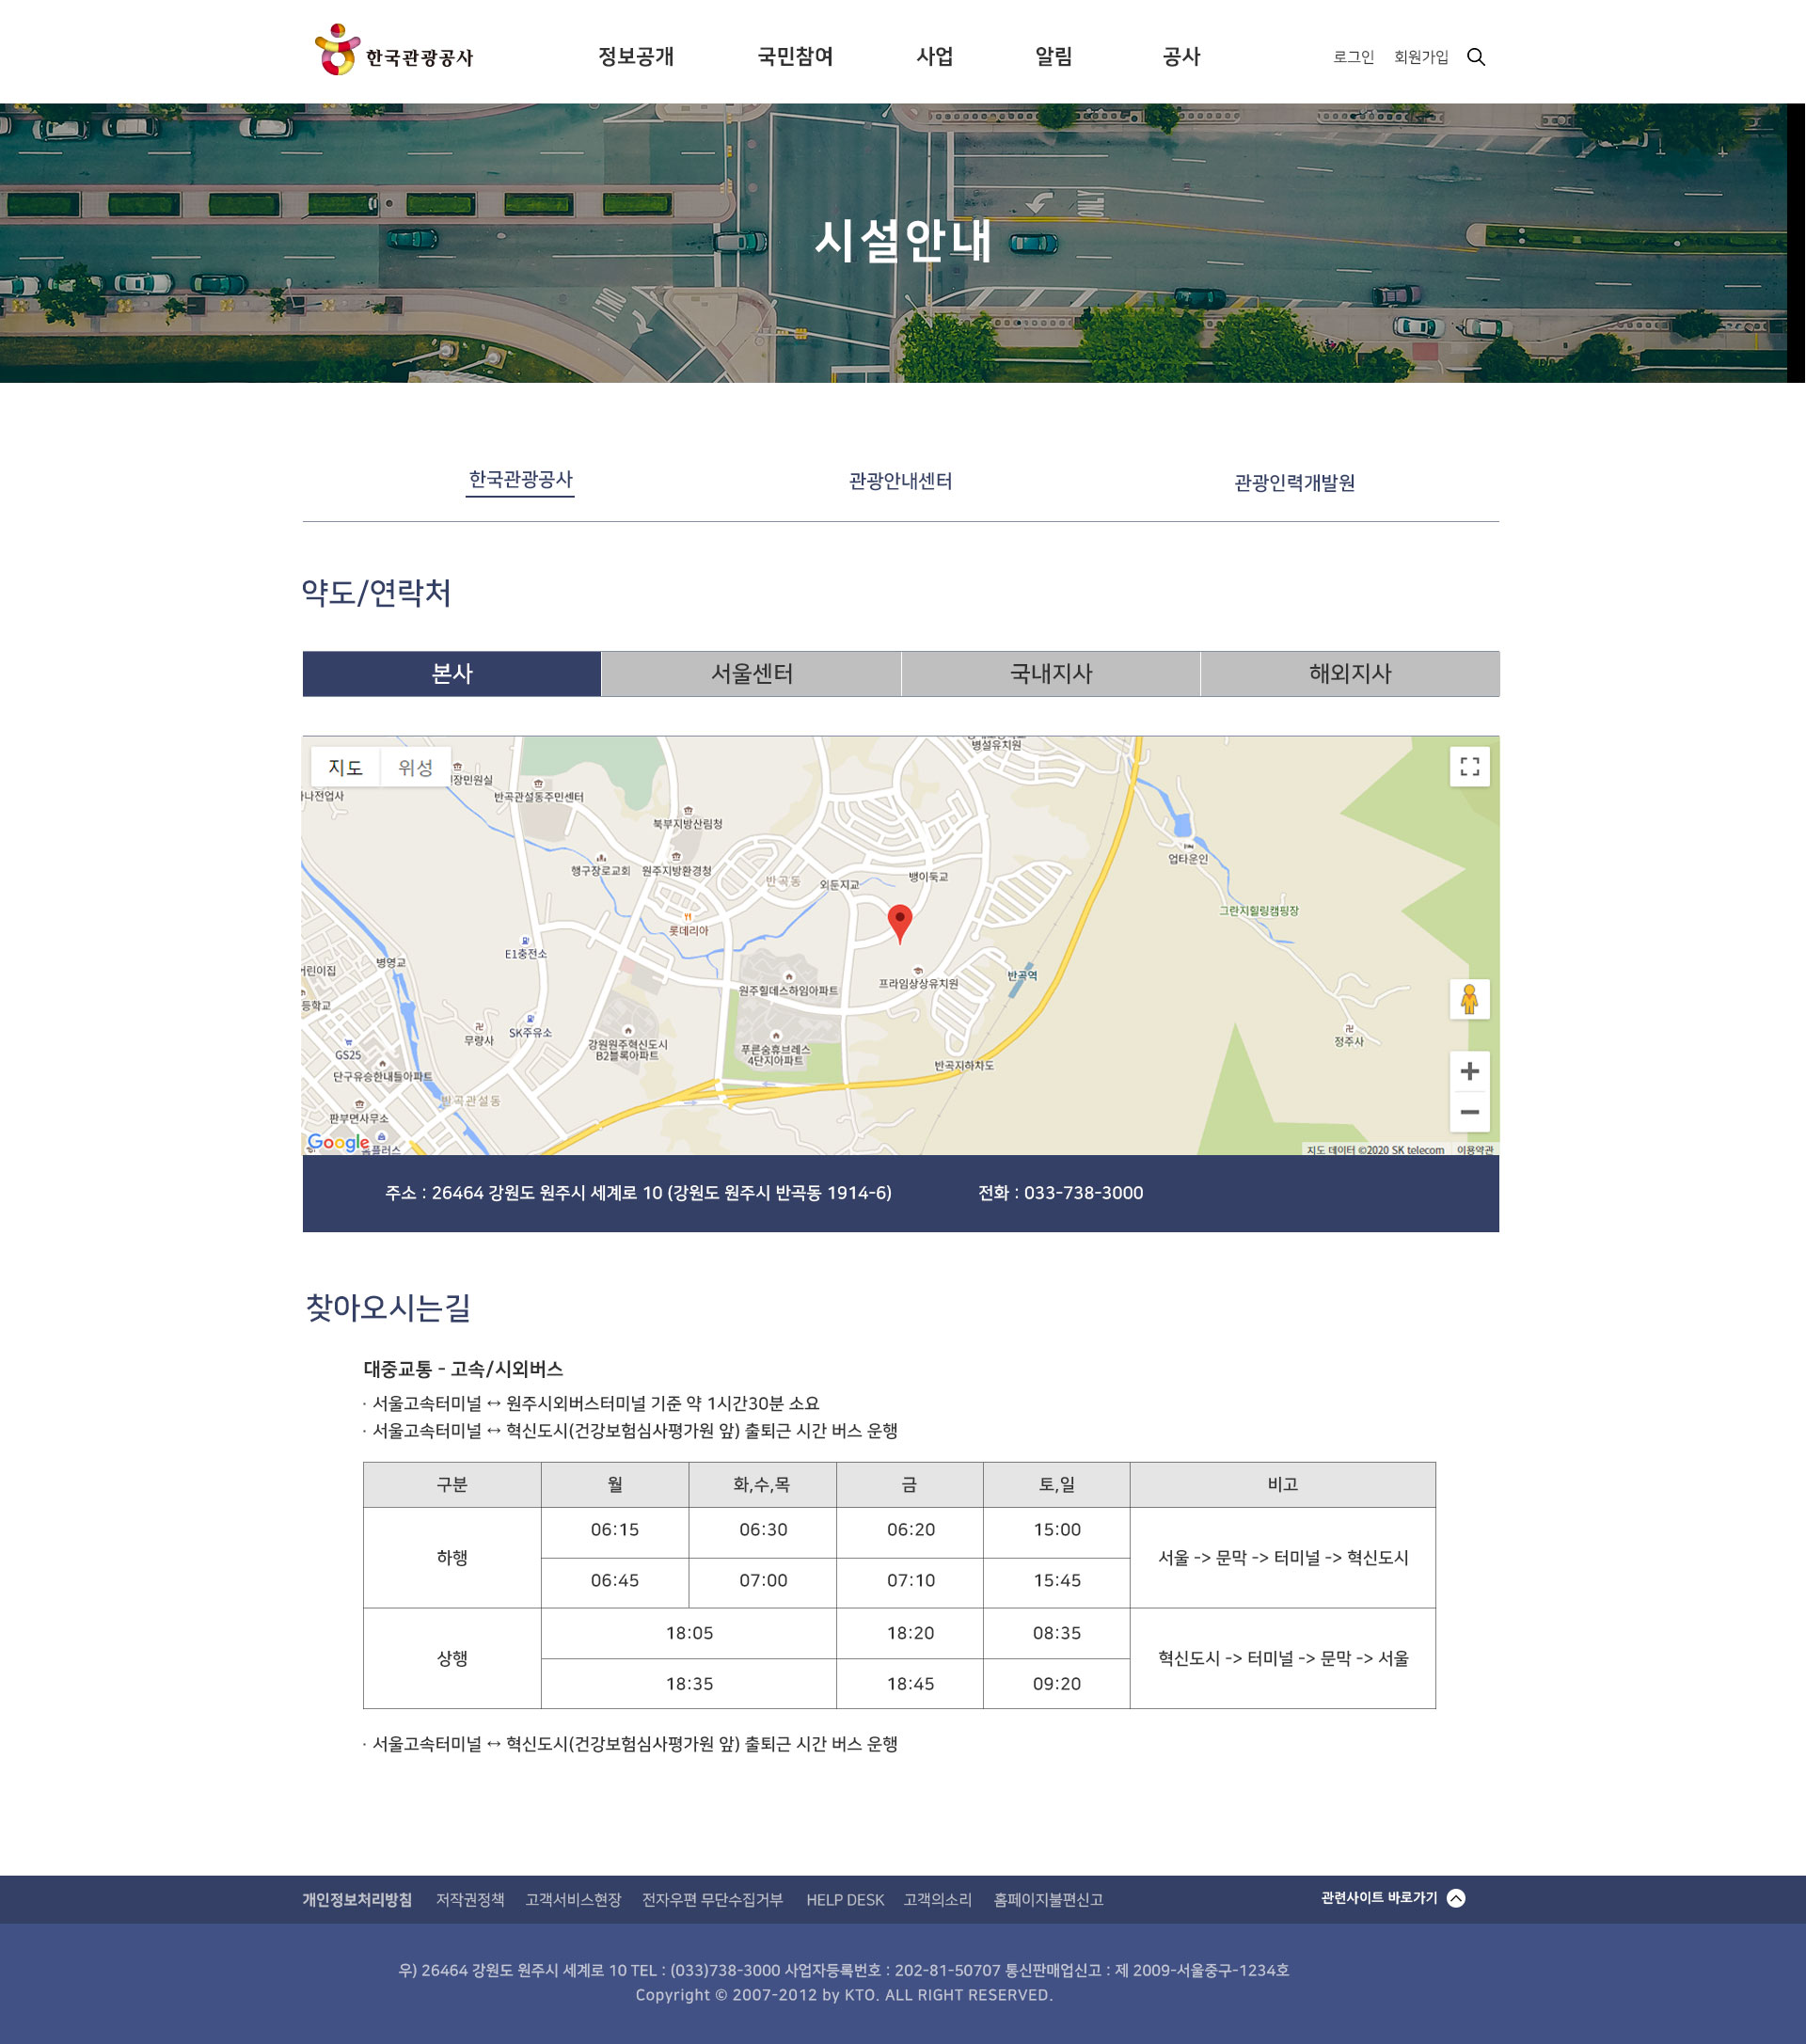 한국관광공사
정보공개
국민참여
사업
알림
공사
로그인
회원가입
ONLY
ONLY
시설안내
한국관광공사
관광안내센터
관광인력개발원
약도/연락처
본사
서울센터
국내지사
해외지사
지도
위성
병설유치원
반곡관설동주민센터
북부지방산림청
행구장로교회
원주지방환경청
반곡동
외둔지교
뱅이둑교
업타운인
그란지힐링캠핑장
롯데리아
E1충전소
병영교
어린이집
등학교
원주힐데스하임아파트
프라임상상유치원
반곡역
SK주유소
무량사
강원원주혁신도시
B2블록아파트
푸른숨휴브레스
4단지아파트
정주사
GS25
단구유승한내들아파트
반곡지하차도
반곡관설동
판부면사무소
Google
홈플러스
지도 데이터 ©2020 SK telecom
이용약관
주소 : 26464 강원도 원주시 세계로 10 (강원도 원주시 반곡동 1914-6)
전화 : 033-738-3000
찾아오시는길
대중교통 - 고속/시외버스
· 서울고속터미널 ↔ 원주시외버스터미널 기준 약 1시간30분 소요
· 서울고속터미널 ↔ 혁신도시(건강보험심사평가원 앞) 출퇴근 시간 버스 운행
구분 월 화,수,목 금 토,일 비고
하행
06:15 06:30 06:20 15:00
서울 -> 문막 -> 터미널 -> 혁신도시
06:45 07:00 07:10 15:45
상행
18:05 18:20 08:35
혁신도시 -> 터미널 -> 문막 -> 서울
18:35 18:45 09:20
· 서울고속터미널 ↔ 혁신도시(건강보험심사평가원 앞) 출퇴근 시간 버스 운행
개인정보처리방침
저작권정책
고객서비스현장
전자우편 무단수집거부
HELP DESK
고객의소리
홈페이지불편신고
관련사이트 바로가기
우) 26464 강원도 원주시 세계로 10 TEL : (033)738-3000 사업자등록번호 : 202-81-50707 통신판매업신고 : 제 2009-서울중구-1234호
Copyright © 2007-2012 by KTO. ALL RIGHT RESERVED.